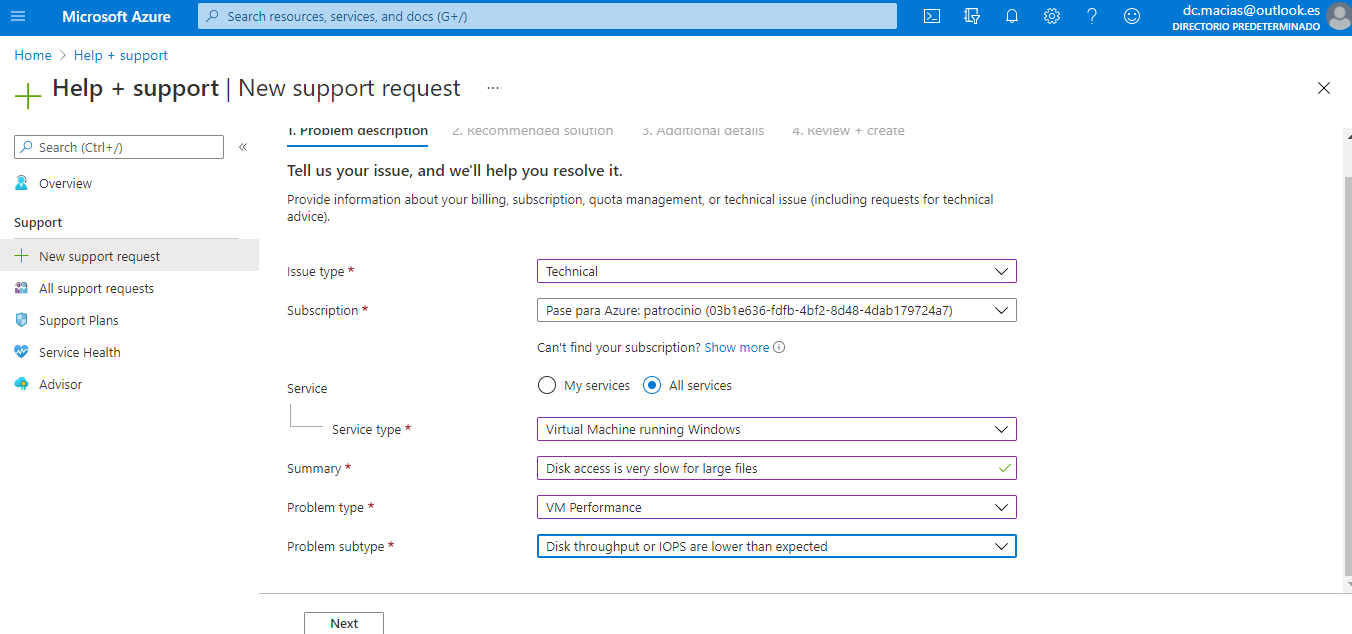 Microsoft Azure
Search resources, services, and docs (G+/)
dc.macias@outlook.es
DIRECTORIO PREDETERMINADO
Home > Help + support
Help + support | New support request ...
Search (Ctrl+/) «
Overview
Support
New support request
All support requests
Support Plans
Service Health
Advisor
1. Problem description 2. Recommended solution 3. Additional details 4. Review + create
Tell us your issue, and we'll help you resolve it.
Provide information about your billing, subscription, quota management, or technical issue (including requests for technical
advice).
Issue type * Technical
Subscription * Pase para Azure: patrocinio (03b1e636-fdfb-4bf2-8d48-4dab179724a7)
Can't find your subscription? Show more
Service My services All services
Service type * Virtual Machine running Windows
Summary * Disk access is very slow for large files
Problem type * VM Performance
Problem subtype * Disk throughput or IOPS are lower than expected
Next